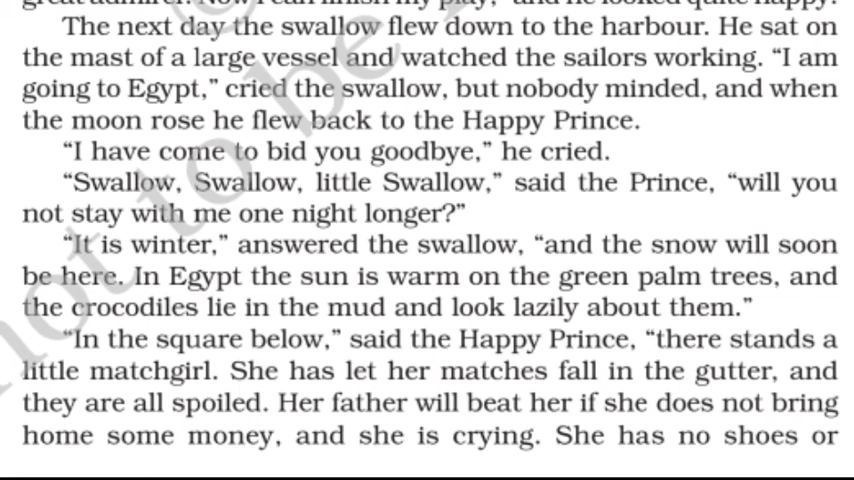 great admirer. Now I can finish my play," and he looked quite happy.
The next day the swallow flew down to the harbour. He sat on
the mast of a large vessel and watched the sailors working. “I am
going to Egypt,” cried the swallow, but nobody minded, and when
the moon rose he flew back to the Happy Prince.
“I have come to bid you goodbye,” he cried.
“Swallow, Swallow, little Swallow,” said the Prince, “will you
not stay with me one night longer?”
“It is winter,” answered the swallow, “and the snow will soon
be here. In Egypt the sun is warm on the green palm trees, and
the crocodiles lie in the mud and look lazily about them.”
“In the square below,” said the Happy Prince, “there stands a
little matchgirl. She has let her matches fall in the gutter, and
they are all spoiled. Her father will beat her if she does not bring
home some money, and she is crying. She has no shoes or
not to be